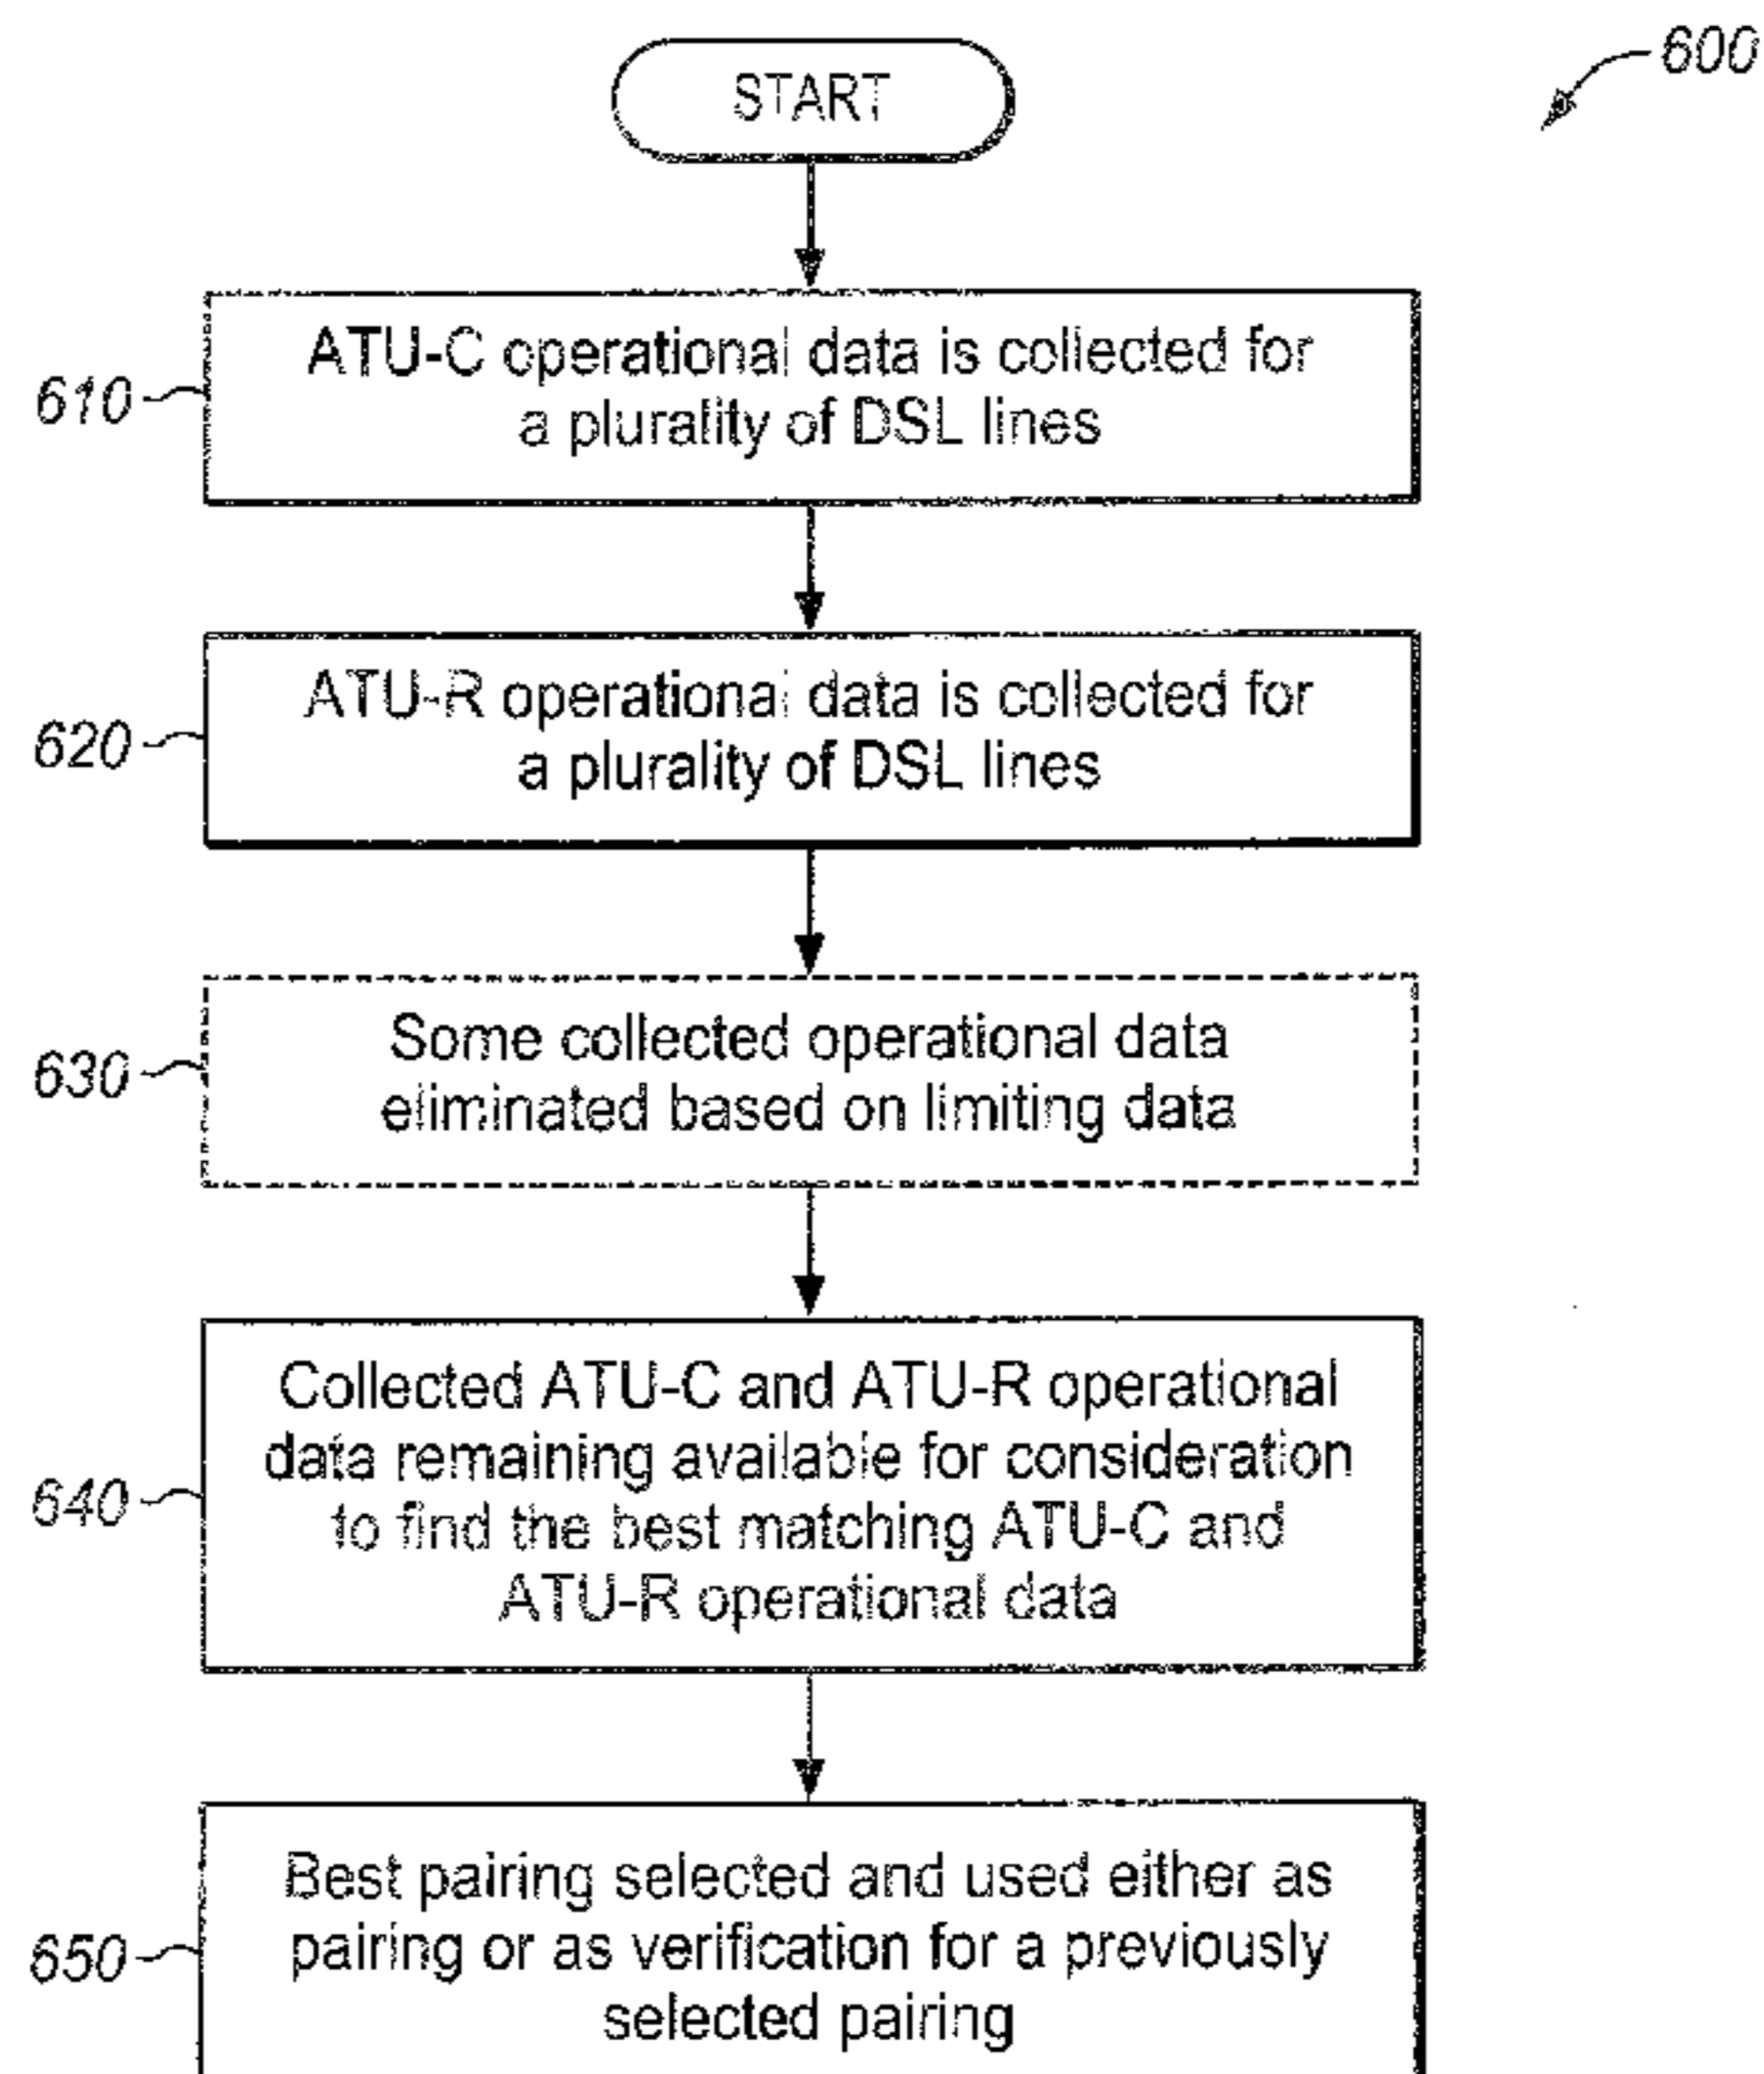 600
START
610
ATU-C operational data is collected for
a plurality of DSL lines
620
ATU-R operational data is collected for
a plurality of DSL lines
630
Some collected operational data
eliminated based on limiting data
640
Collected ATU-C and ATU-R operational
data remaining available for consideration
to find the best matching ATU-C and
ATU-R operational data
650
Best pairing selected and used either as
pairing or as verification for a previously
selected pairing